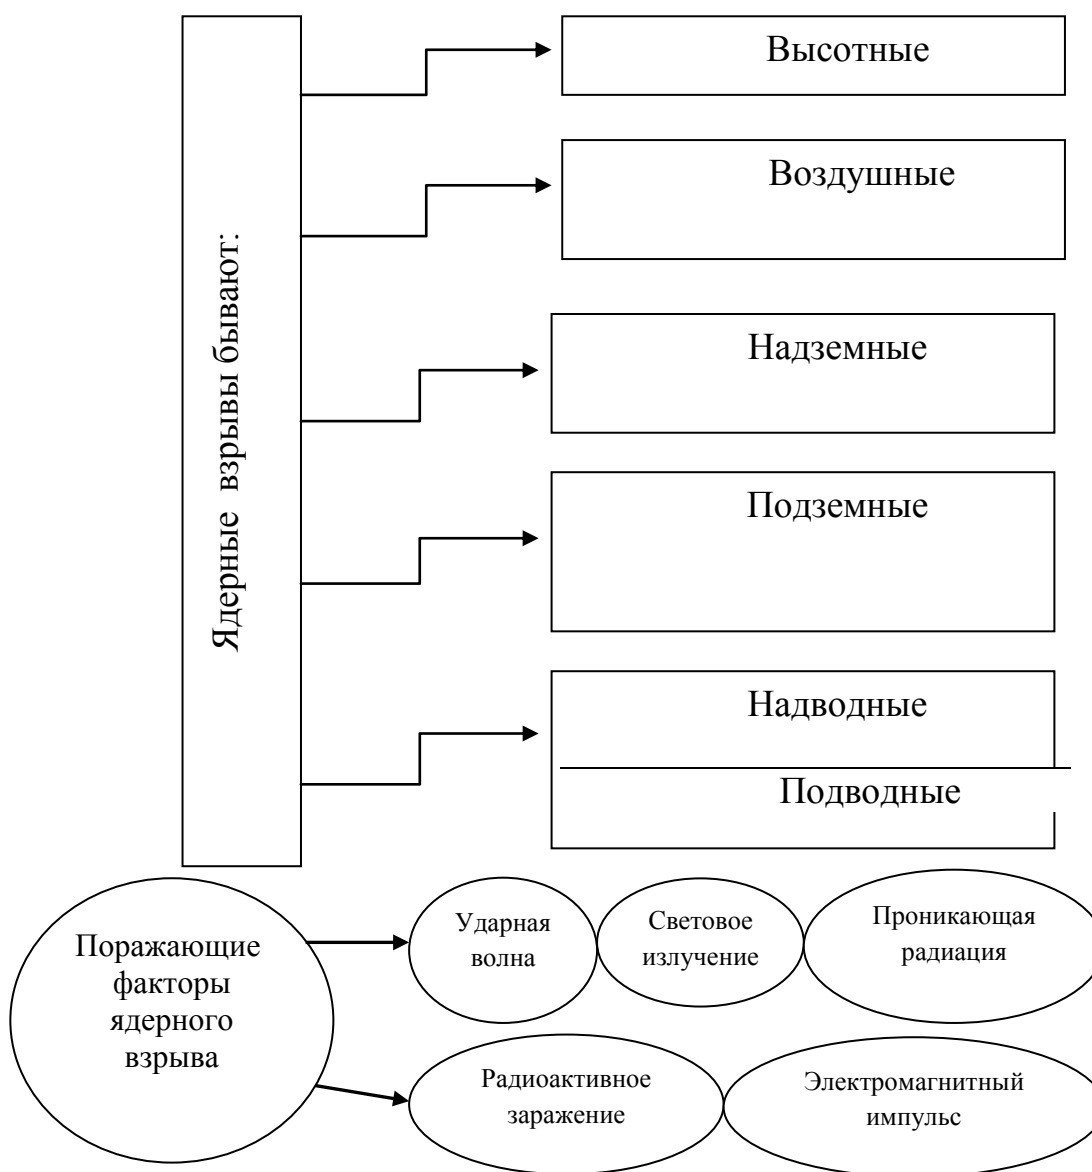 Ядерные взрывы бывают:
Высотные
Воздушные
Надземные
Подземные
Надводные
Подводные
Поражающие
факторы
ядерного
взрыва
Ударная
волна
Световое
излучение
Проникающая
радиация
Радиоактивное
заражение
Электромагнитный
импульс